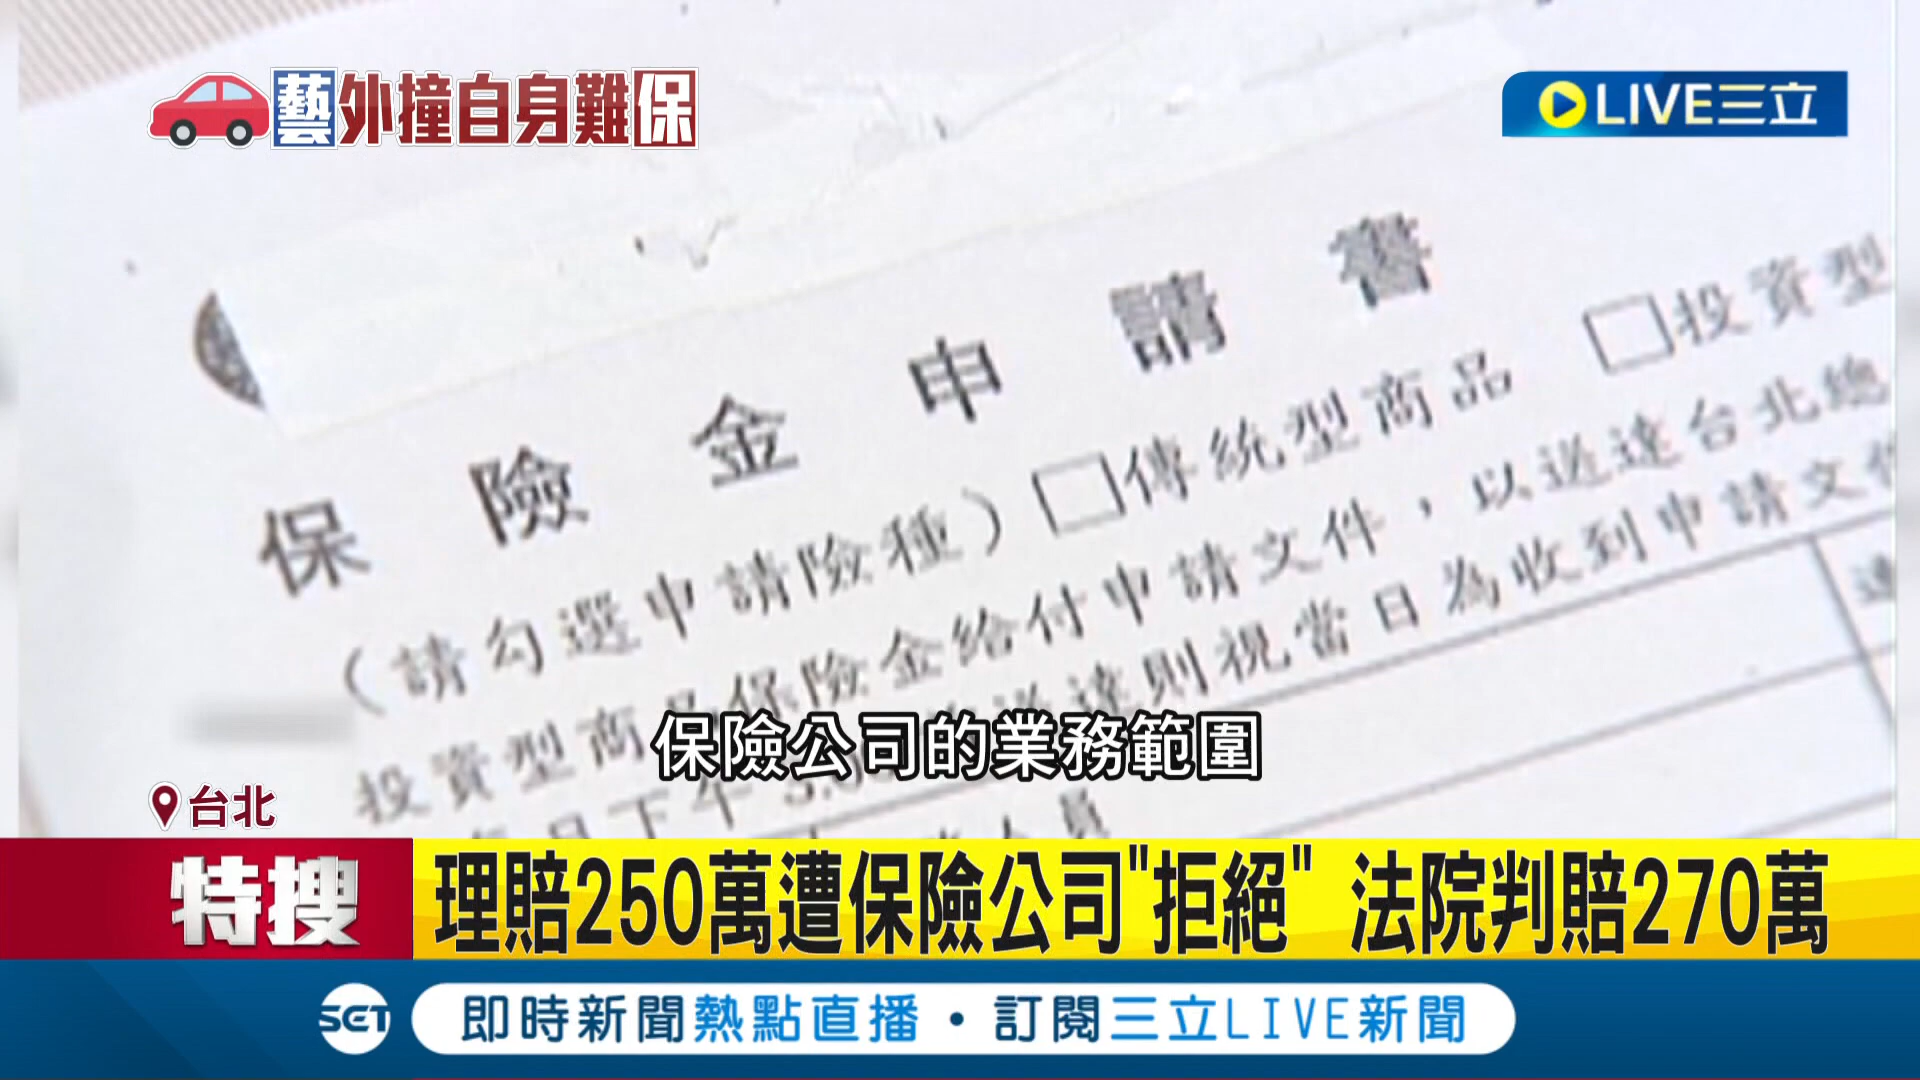 藝外撞自身難保
LIVE三立
保險金申請書
（請勾選申請險種）□傳統型商品 □投資型
投資型商品保險金給付申請文件，以送達台北總
送達則視當日為收到申請文件
保險公司的業務範圍
台北
特搜
理賠250萬遭保險公司"拒絕" 法院判賠270萬
SET 即時新聞熱點直播・訂閱三立LIVE新聞